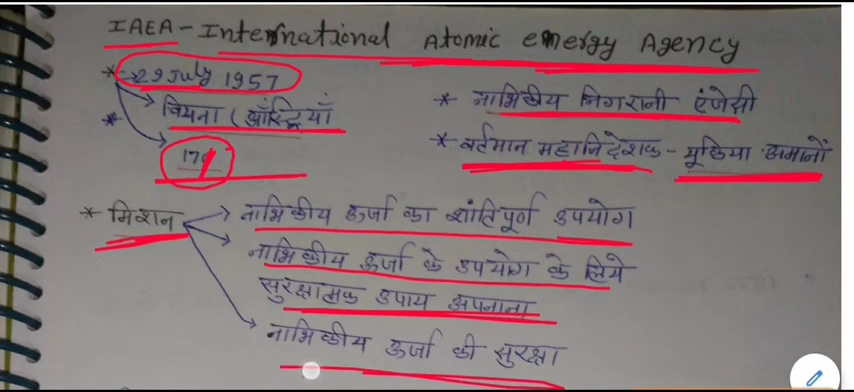 IAEA - International Atomic energy Agency
* → 29 July 1957
* → वियना (ऑस्ट्रियाँ
170
* नाभिकीय निगरानी एंजेसी
* वर्तमान महानिदेशक - यूकिया अमानों
* मिशन → नाभिकीय ऊर्जा का शांतिपूर्ण उपयोग
→ नाभिकीय ऊर्जा के उपयोग के लिये
सुरक्षात्मक उपाय अपनाना
→ नाभिकीय ऊर्जा की सुरक्षा